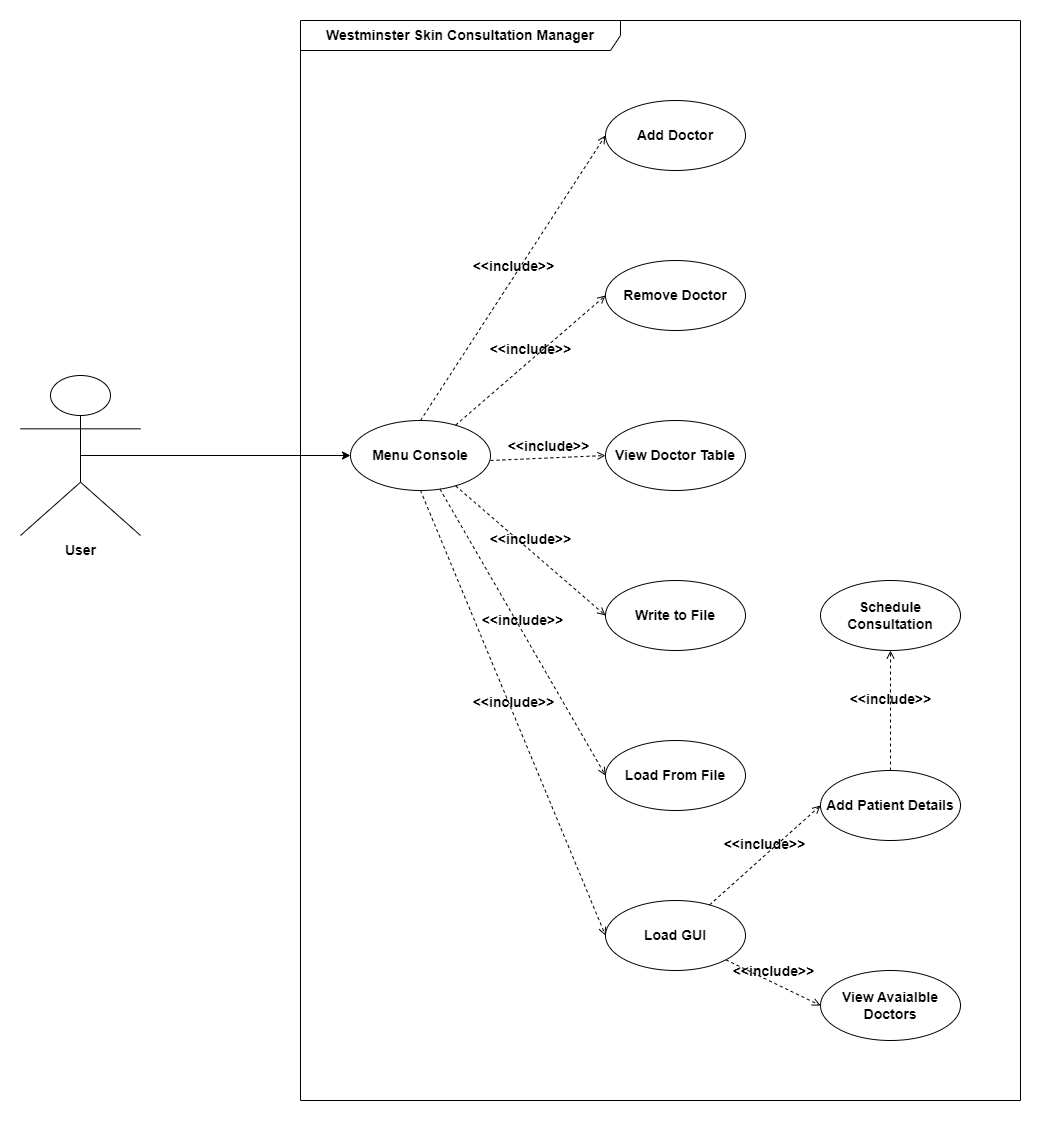 Westminster Skin Consultation Manager
Add Doctor
<<include>>
Remove Doctor
<<include>>
Menu Console
<<include>>
View Doctor Table
User
<<include>>
Write to File
Schedule
Consultation
<<include>>
<<include>>
<<include>>
Load From File
Add Patient Details
<<include>>
Load GUI
<<include>>
View Avaialble
Doctors